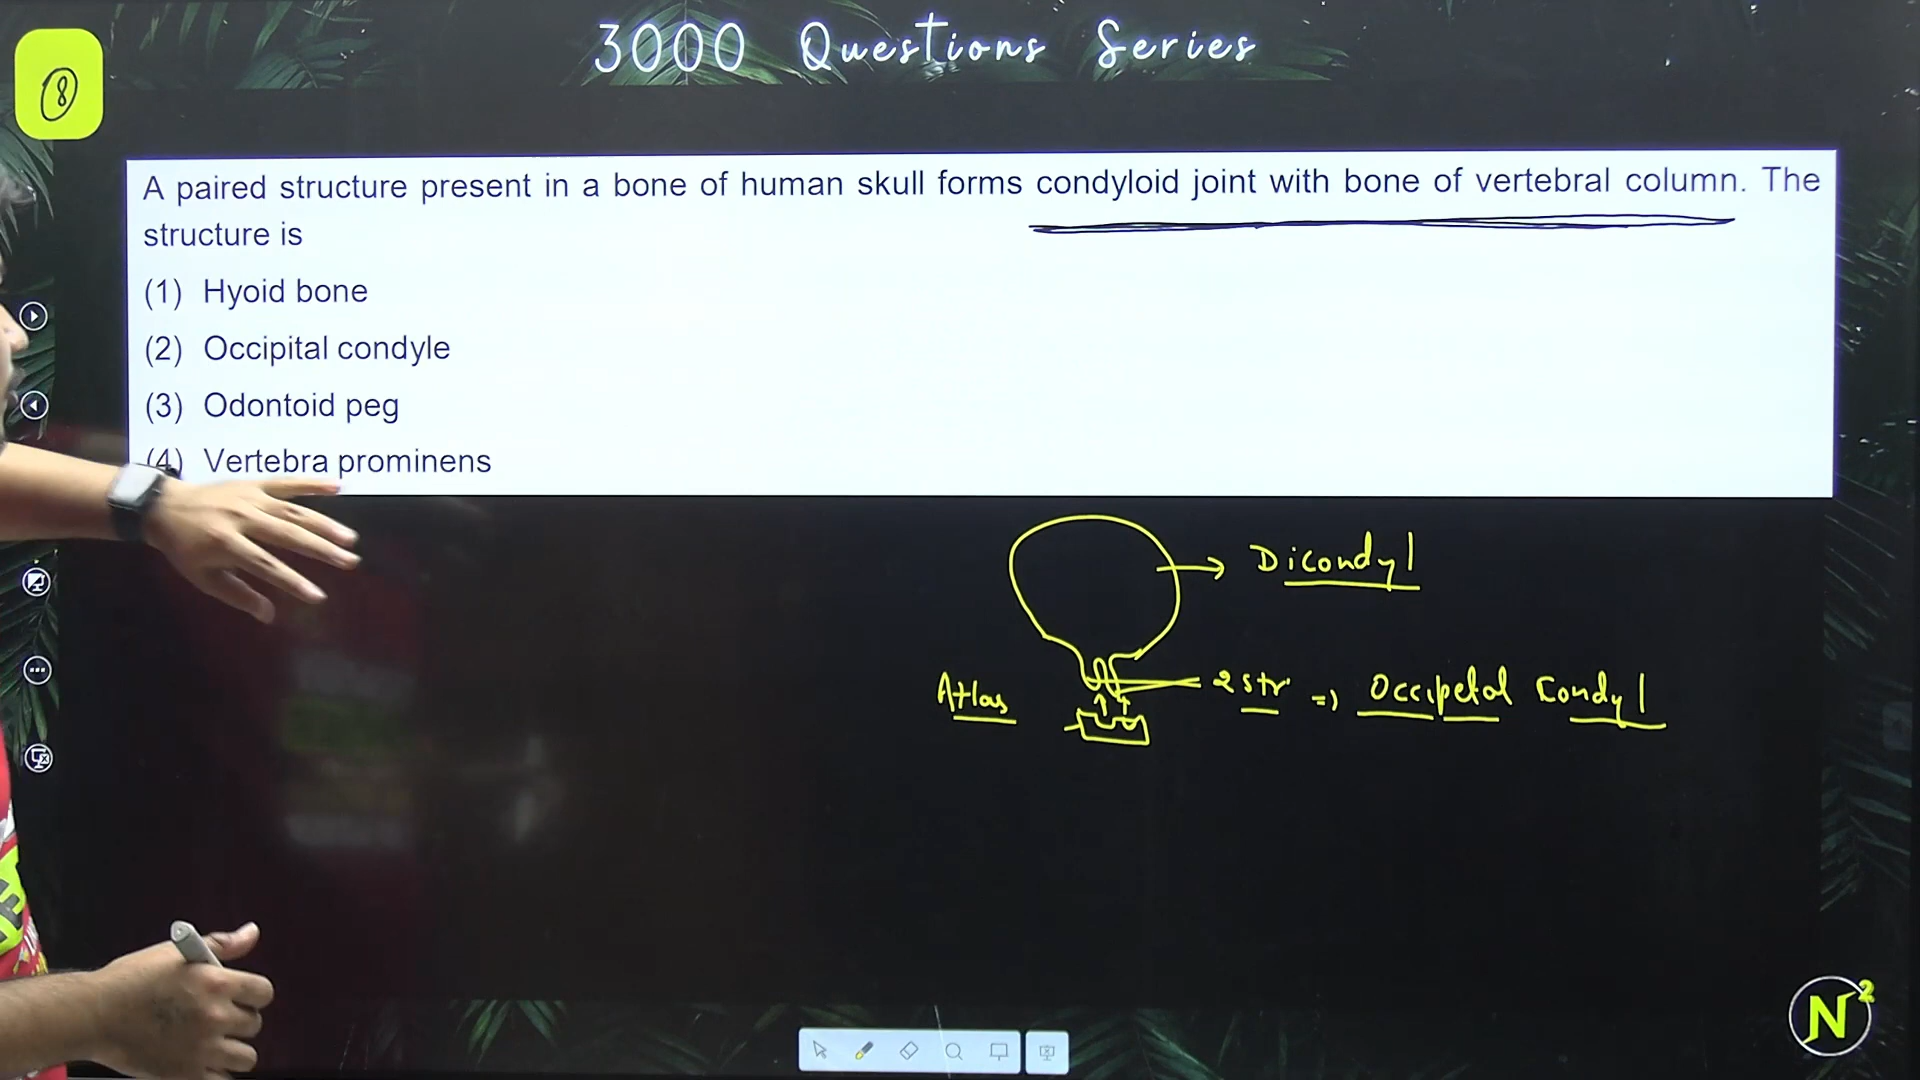 3000 Questions Series
8
A paired structure present in a bone of human skull forms condyloid joint with bone of vertebral column. The
structure is
(1) Hyoid bone
(2) Occipital condyle
(3) Odontoid peg
(4) Vertebra prominens
Dicondyl
Atlas
2 str => Occipetal Condyl
N²